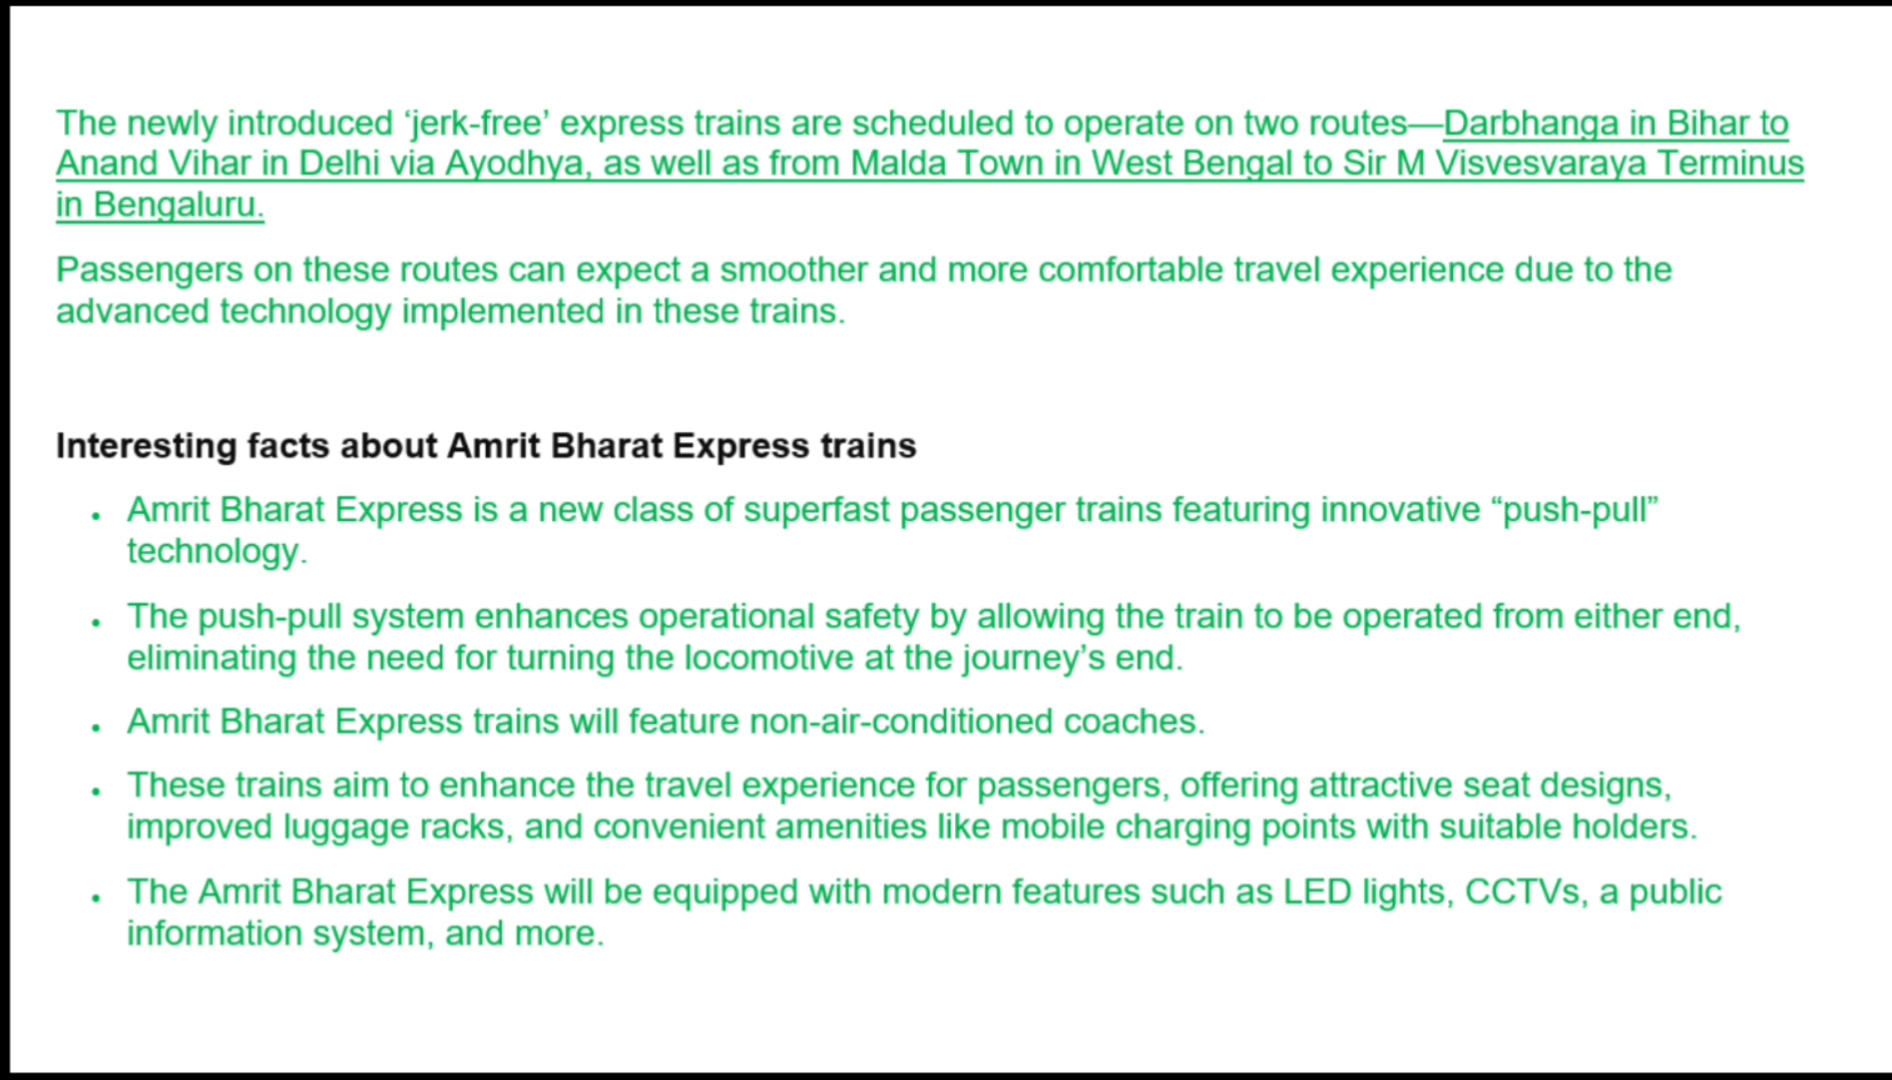 The newly introduced ‘jerk-free’ express trains are scheduled to operate on two routes—Darbhanga in Bihar to
Anand Vihar in Delhi via Ayodhya, as well as from Malda Town in West Bengal to Sir M Visvesvaraya Terminus
in Bengaluru.
Passengers on these routes can expect a smoother and more comfortable travel experience due to the
advanced technology implemented in these trains.
Interesting facts about Amrit Bharat Express trains
• Amrit Bharat Express is a new class of superfast passenger trains featuring innovative “push-pull”
technology.
• The push-pull system enhances operational safety by allowing the train to be operated from either end,
eliminating the need for turning the locomotive at the journey’s end.
• Amrit Bharat Express trains will feature non-air-conditioned coaches.
• These trains aim to enhance the travel experience for passengers, offering attractive seat designs,
improved luggage racks, and convenient amenities like mobile charging points with suitable holders.
• The Amrit Bharat Express will be equipped with modern features such as LED lights, CCTVs, a public
information system, and more.